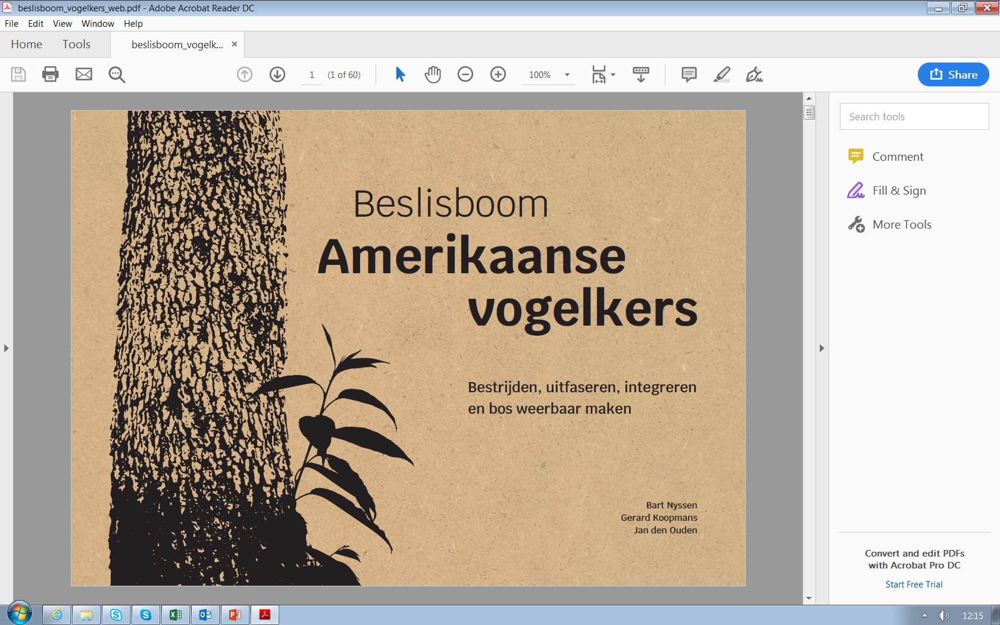 beslisboom_vogelkers_web.pdf - Adobe Acrobat Reader DC
File Edit View Window Help
Home Tools beslisboom_vogelk... ×
1 (1 of 60) 100% Share
Search tools
Comment
Fill & Sign
More Tools
Beslisboom
Amerikaanse
vogelkers
Bestrijden, uitfaseren, integreren
en bos weerbaar maken
Bart Nyssen
Gerard Koopmans
Jan den Ouden
Convert and edit PDFs
with Acrobat Pro DC
Start Free Trial
12:15